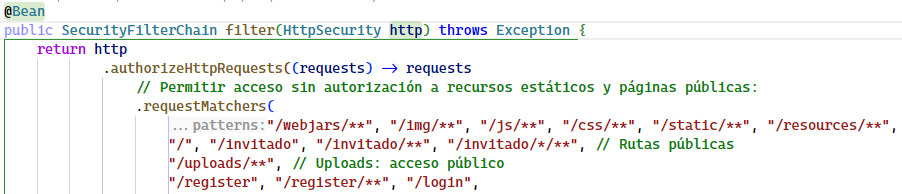 @Bean
public SecurityFilterChain filter(HttpSecurity http) throws Exception {
return http
.authorizeHttpRequests((requests) -> requests
// Permitir acceso sin autorización a recursos estáticos y páginas públicas:
.requestMatchers(
...patterns:"/webjars/**", "/img/**", "/js/**", "/css/**", "/static/**", "/resources/**",
"/", "/invitado", "/invitado/**", "/invitado/*/**", // Rutas públicas
"/uploads/**", // Uploads: acceso público
"/register", "/register/**", "/login",